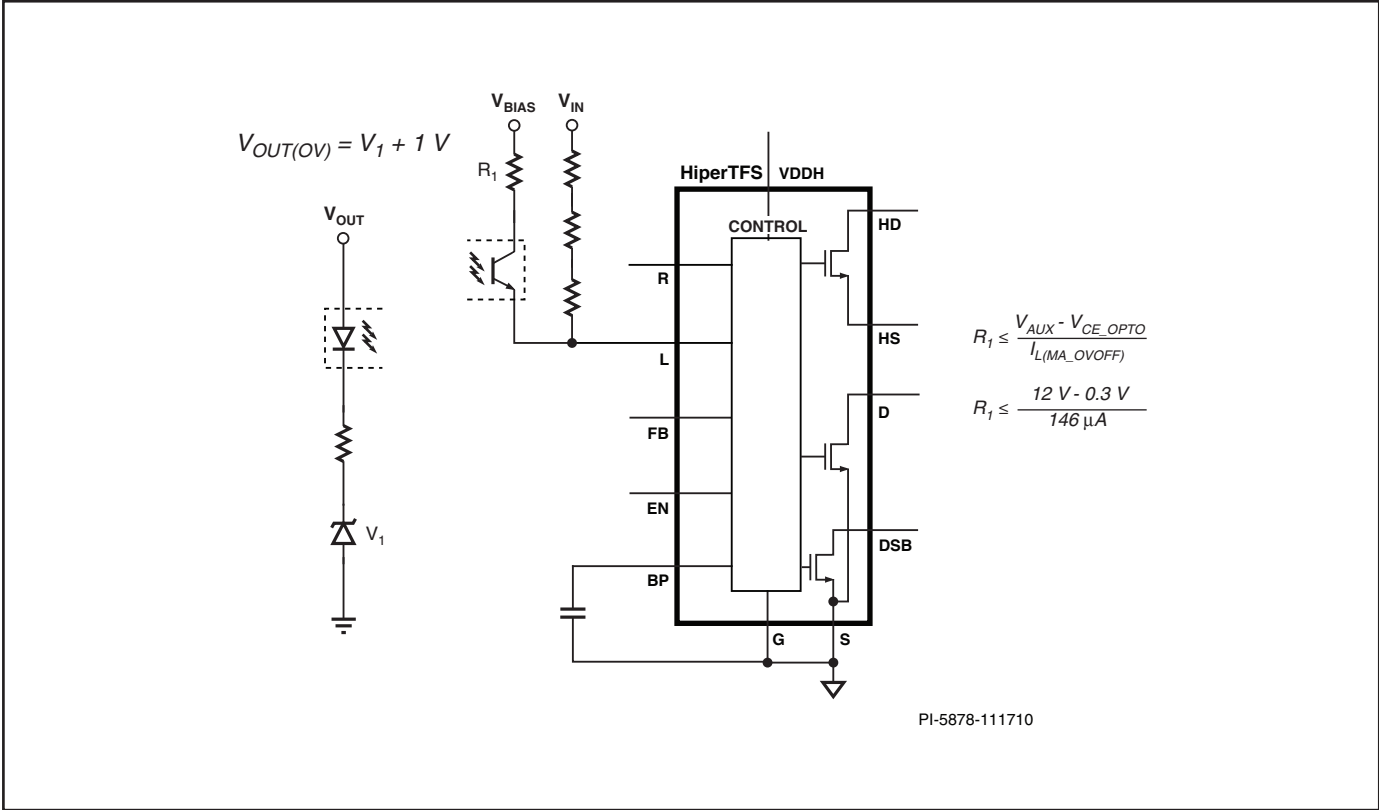 V_BIAS V_IN
V_OUT(OV) = V_1 + 1 V
R_1
HiperTFS VDDH
V_OUT
CONTROL
HD
R
HS
R_1 ≤ (V_AUX - V_CE_OPTO) / I_L(MA_OVOFF)
L
D
R_1 ≤ (12 V - 0.3 V) / 146 µA
FB
EN
V_1
DSB
BP
G S
PI-5878-111710